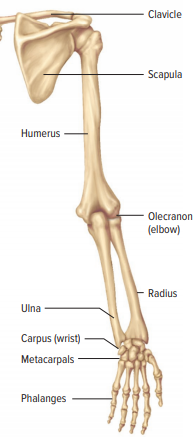 Clavicle
Scapula
Humerus
Olecranon
(elbow)
Radius
Ulna
Carpus (wrist)
Metacarpals
Phalanges